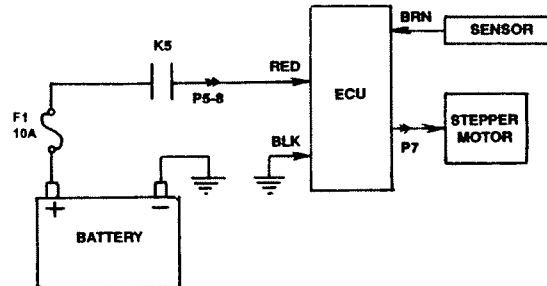 BRN
SENSOR
K5
RED
ECU
F1
10A
P5-8
STEPPER
MOTOR
BLK
P7
+
−
BATTERY